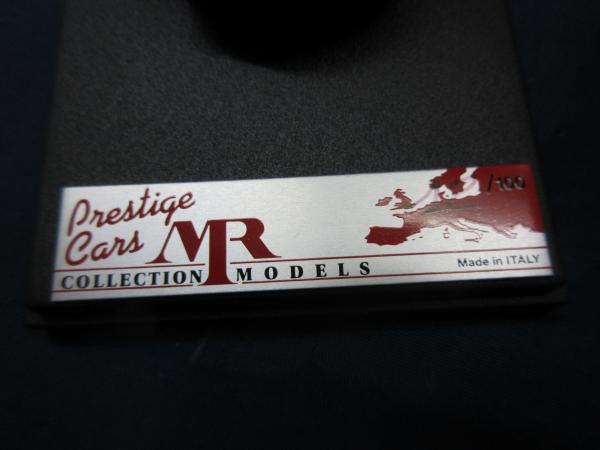 Prestige
Cars MR
COLLECTION MODELS
/100
Made in ITALY